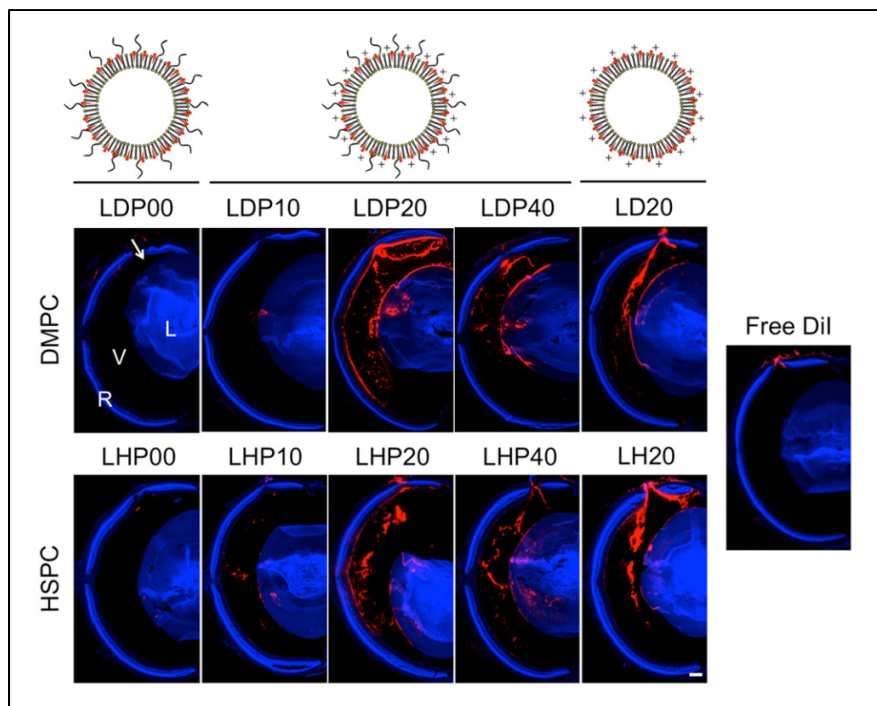 LDP00 LDP10 LDP20 LDP40 LD20
DMPC
L
V
R
Free DiI
LHP00 LHP10 LHP20 LHP40 LH20
HSPC